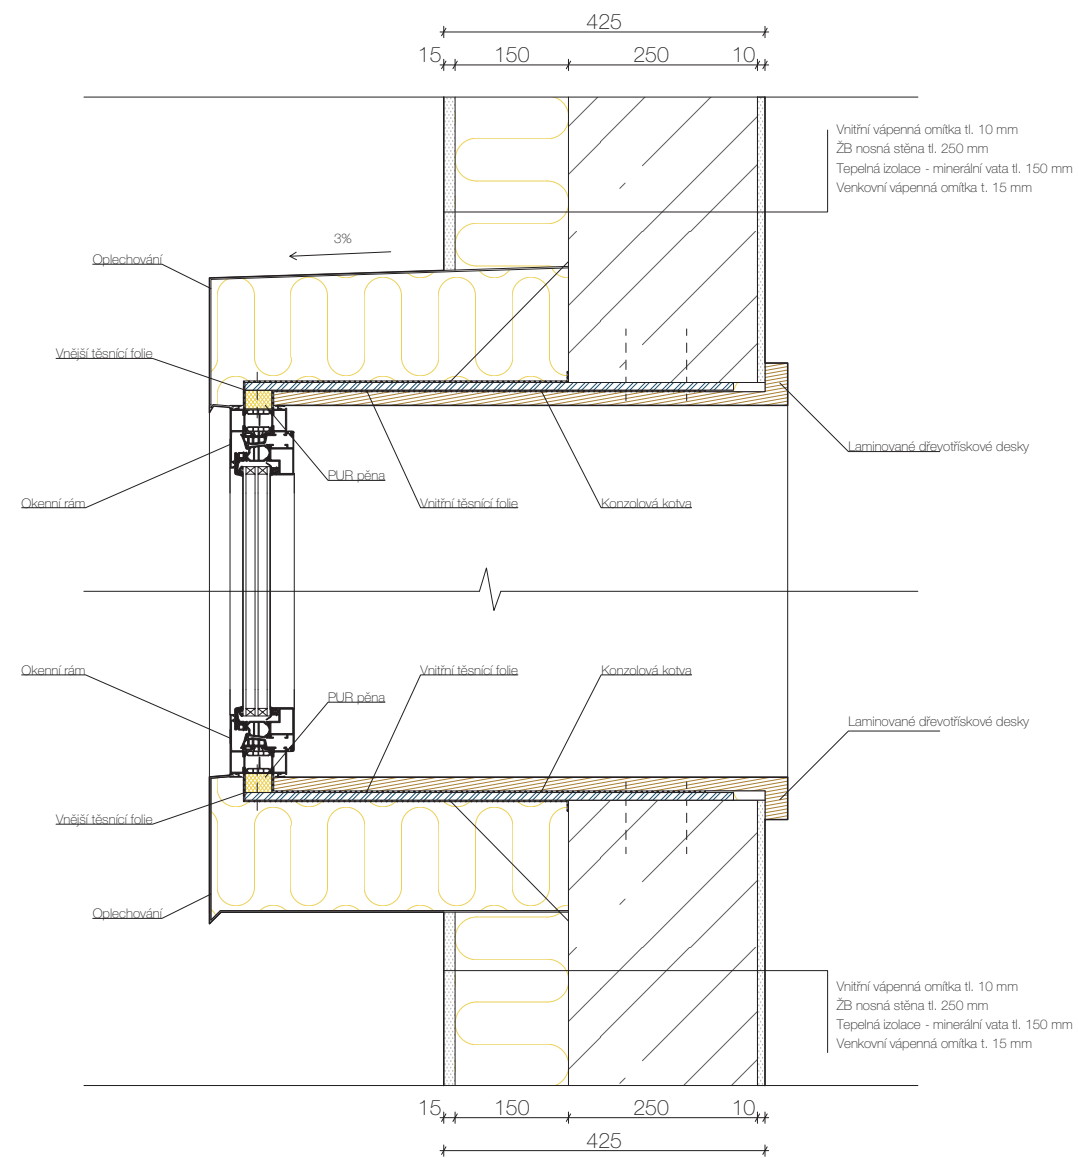 425
15 150 250 10
Vnitřní vápenná omítka tl. 10 mm
ŽB nosná stěna tl. 250 mm
Tepelná izolace - minerální vata tl. 150 mm
Venkovní vápenná omítka t. 15 mm
3%
Oplechování
Vnější těsnící folie
Laminované dřevotřískové desky
PUR pěna
Okenní rám
Vnitřní těsnící folie
Konzolová kotva
Okenní rám
Vnitřní těsnící folie
Konzolová kotva
PUR pěna
Laminované dřevotřískové desky
Vnější těsnící folie
Oplechování
Vnitřní vápenná omítka tl. 10 mm
ŽB nosná stěna tl. 250 mm
Tepelná izolace - minerální vata tl. 150 mm
Venkovní vápenná omítka t. 15 mm
15 150 250 10
425